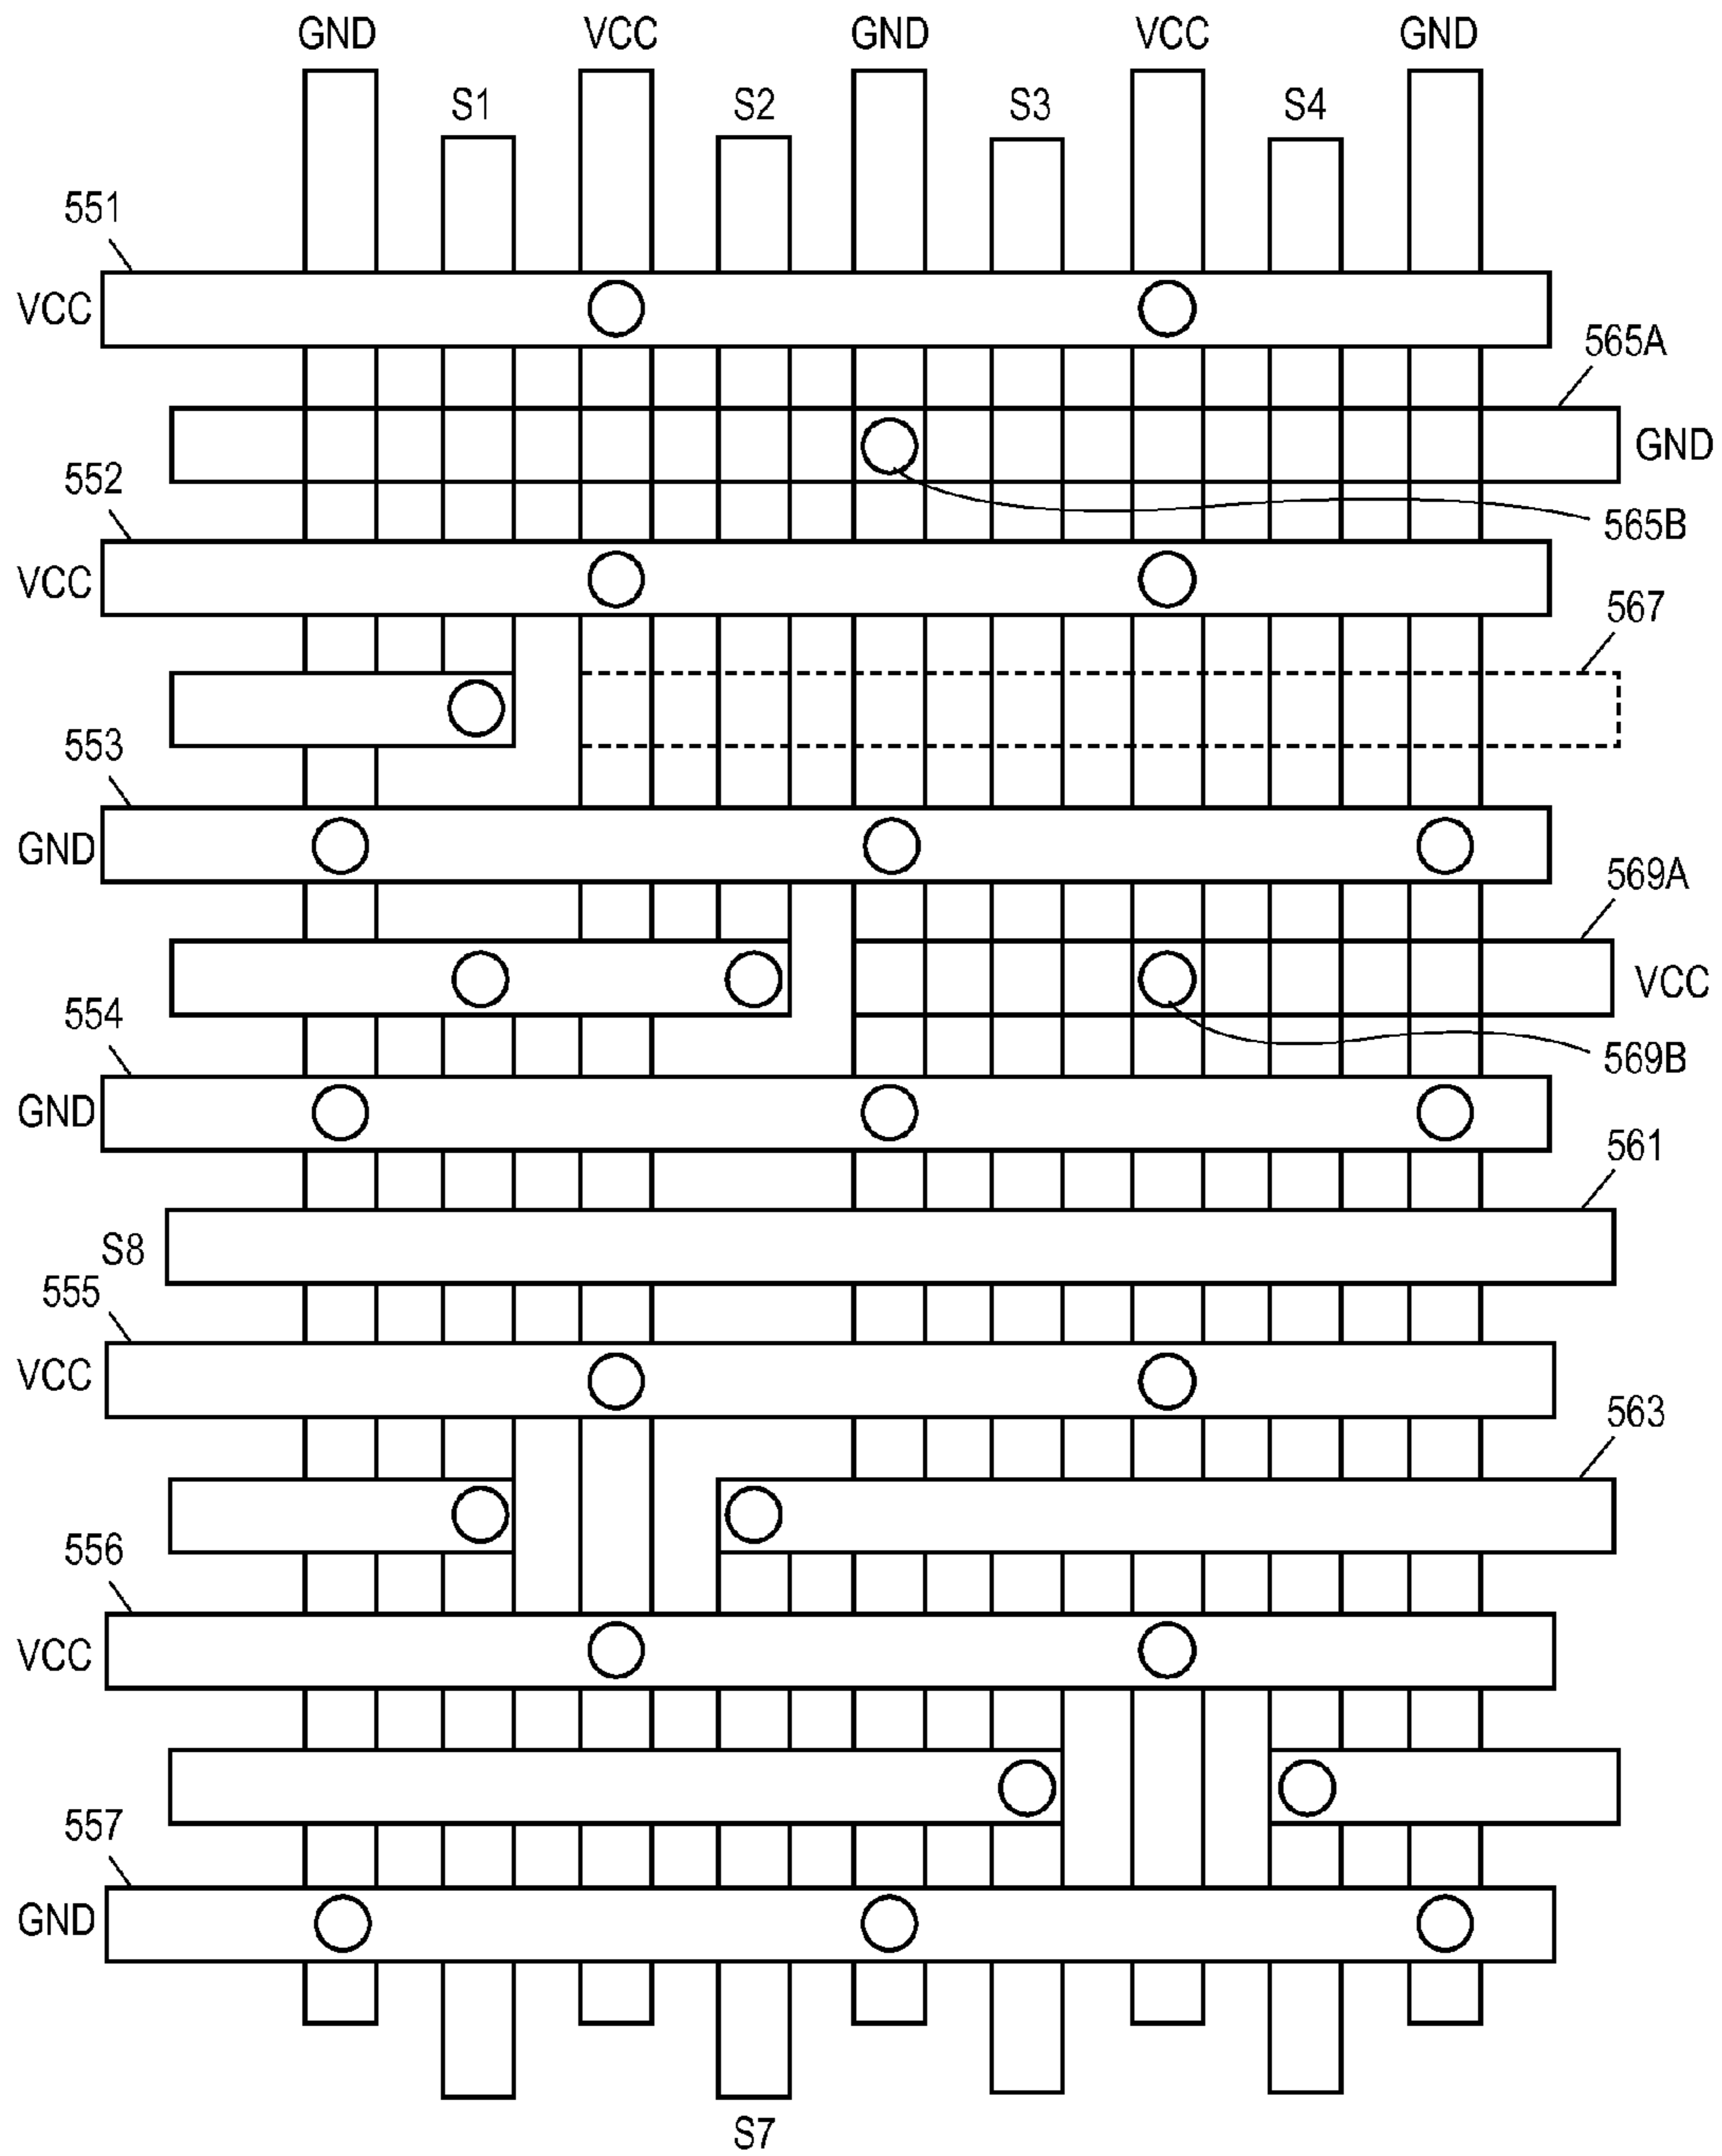 GND VCC GND VCC GND
S1 S2 S3 S4
551
VCC
565A
GND
552
565B
VCC
567
553
GND
569A
VCC
554
569B
GND
561
S8
555
VCC
563
556
VCC
557
GND
S7